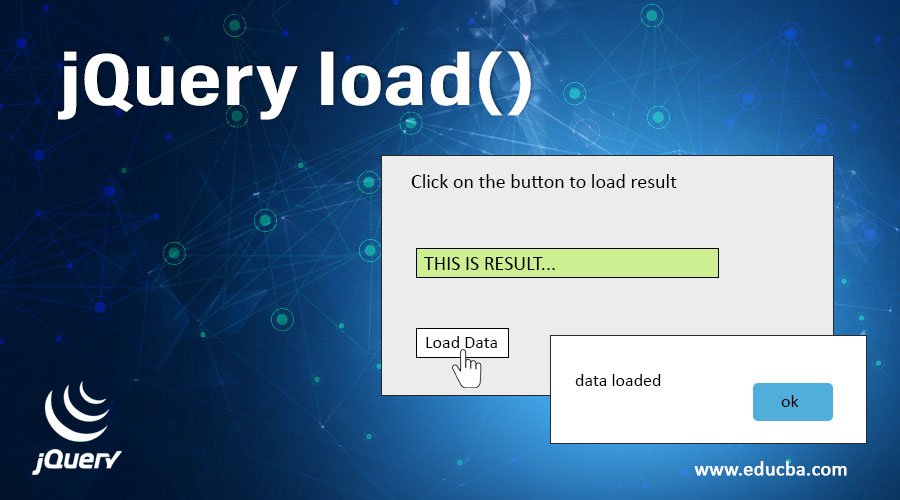 jQuery load()
Click on the button to load result
THIS IS RESULT...
Load Data
data loaded
ok
jQuery
www.educba.com